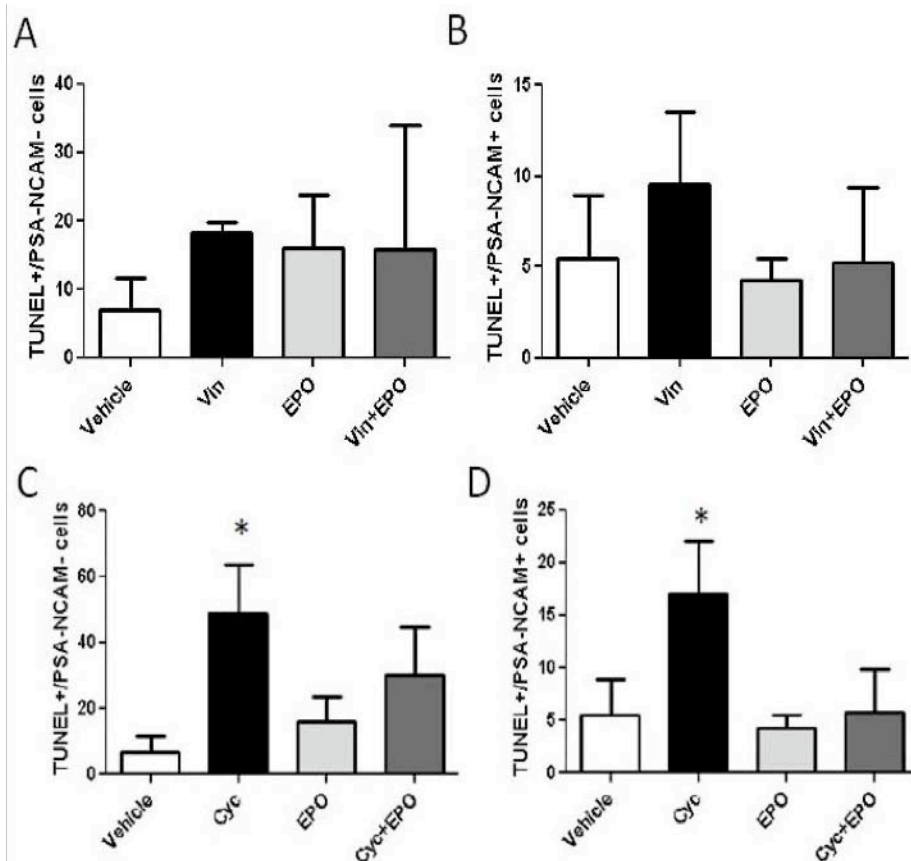 A
TUNEL+/PSA-NCAM- cells
40
30
20
10
0
Vehicle
Vin
EPO
Vin+EPO
B
TUNEL+/PSA-NCAM+ cells
15
10
5
0
Vehicle
Vin
EPO
Vin+EPO
C
TUNEL+/PSA-NCAM- cells
80
60
40
20
0
*
Vehicle
Cyc
EPO
Cyc+EPO
D
TUNEL+/PSA-NCAM+ cells
25
20
15
10
5
0
*
Vehicle
Cyc
EPO
Cyc+EPO